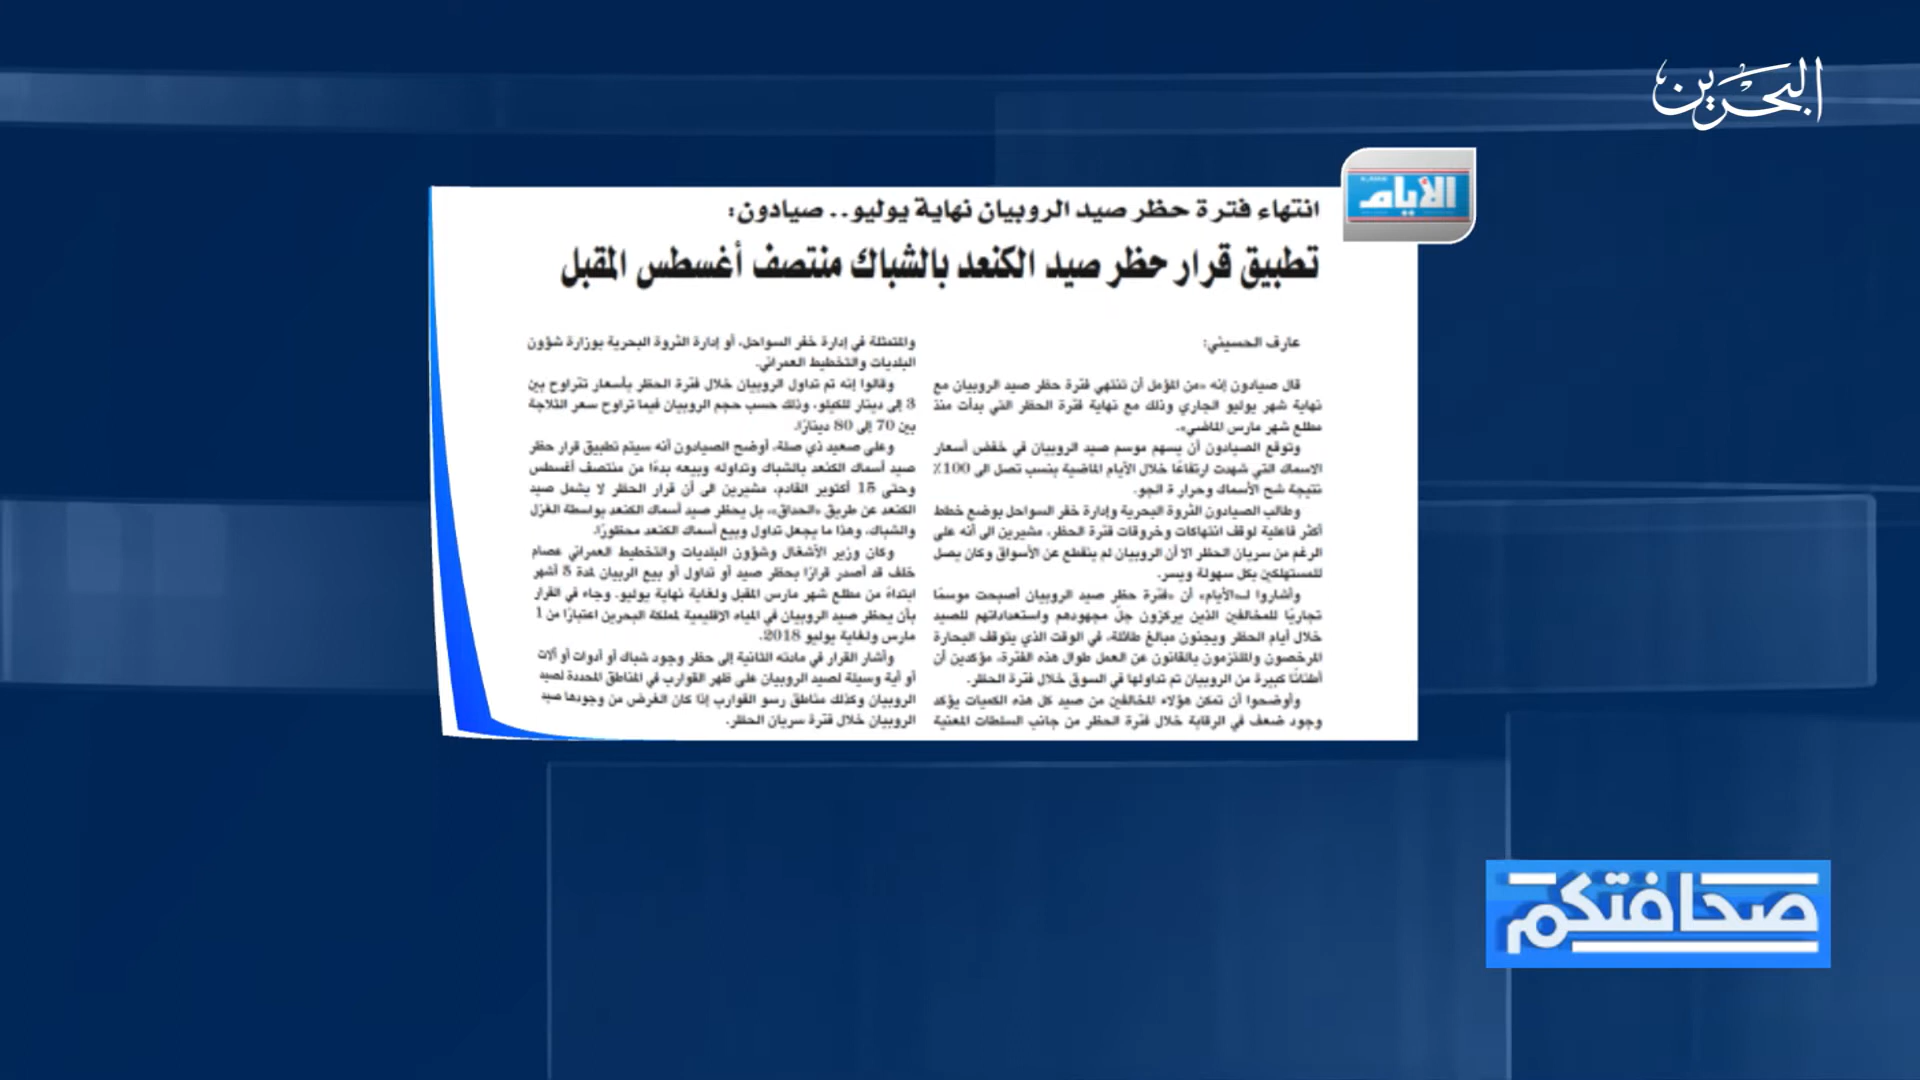 البحرين
الأيام
انتهاء فترة حظر صيد الروبيان نهاية يوليو.. صيادون:
تطبيق قرار حظر صيد الكنعد بالشباك منتصف أغسطس المقبل
عارف الحسيني:
قال صيادون إنه «من المؤمل أن تنتهي فترة حظر صيد الروبيان مع
نهاية شهر يوليو الجاري وذلك مع نهاية فترة الحظر التي بدأت منذ
مطلع شهر مارس الماضي».
وتوقع الصيادون أن يسهم موسم صيد الروبيان في خفض أسعار
الاسماك التي شهدت ارتفاعًا خلال الأيام الماضية بنسب تصل الى 100٪
نتيجة شح الأسماك وحرارة الجو.
وطالب الصيادون الثروة البحرية وإدارة خفر السواحل بوضع خطط
أكثر فاعلية لوقف انتهاكات وخروقات فترة الحظر، مشيرين الى أنه على
الرغم من سريان الحظر الا أن الروبيان لم ينقطع عن الأسواق وكان يصل
للمستهلكين بكل سهولة ويسر.
وأشاروا لـ«الأيام» أن «فترة حظر صيد الروبيان أصبحت موسمًا
تجاريًا للمخالفين الذين يركزون جلّ مجهودهم واستعداداتهم للصيد
خلال أيام الحظر ويجنون مبالغ طائلة، في الوقت الذي يتوقف البحارة
المرخصون والملتزمون بالقانون عن العمل طوال هذه الفترة، مؤكدين أن
أطنانًا كبيرة من الروبيان تم تداولها في السوق خلال فترة الحظر.
وأوضحوا أن تمكن هؤلاء المخالفين من صيد كل هذه الكميات يؤكد
وجود ضعف في الرقابة خلال فترة الحظر من جانب السلطات المعنية
والمتمثلة في إدارة خفر السواحل، أو إدارة الثروة البحرية بوزارة شؤون
البلديات والتخطيط العمراني.
وقالوا إنه تم تداول الروبيان خلال فترة الحظر بأسعار تتراوح بين
3 إلى دينار للكيلو، وذلك حسب حجم الروبيان فيما تراوح سعر الثلاجة
بين 70 إلى 80 دينارًا.
وعلى صعيد ذي صلة، أوضح الصيادون أنه سيتم تطبيق قرار حظر
صيد أسماك الكنعد بالشباك وتداوله وبيعه بدءًا من منتصف أغسطس
وحتى 15 أكتوبر القادم، مشيرين الى أن قرار الحظر لا يشمل صيد
الكنعد عن طريق «الحداق»، بل يحظر صيد أسماك الكنعد بواسطة الغزل
والشباك، وهذا ما يجعل تداول وبيع أسماك الكنعد محظورًا.
وكان وزير الأشغال وشؤون البلديات والتخطيط العمراني عصام
خلف قد أصدر قرارًا بحظر صيد أو تداول أو بيع الربيان لمدة 5 أشهر
ابتداءً من مطلع شهر مارس المقبل ولغاية نهاية يوليو. وجاء في القرار
بأن يحظر صيد الروبيان في المياه الإقليمية لمملكة البحرين اعتبارًا من 1
مارس ولغاية يوليو 2018.
وأشار القرار في مادته الثانية إلى حظر وجود شباك أو أدوات أو آلات
أو أية وسيلة لصيد الروبيان على ظهر القوارب في المناطق المحددة لصيد
الروبيان وكذلك مناطق رسو القوارب إذا كان الغرض من وجودها صيد
الروبيان خلال فترة سريان الحظر.
صحافتكم